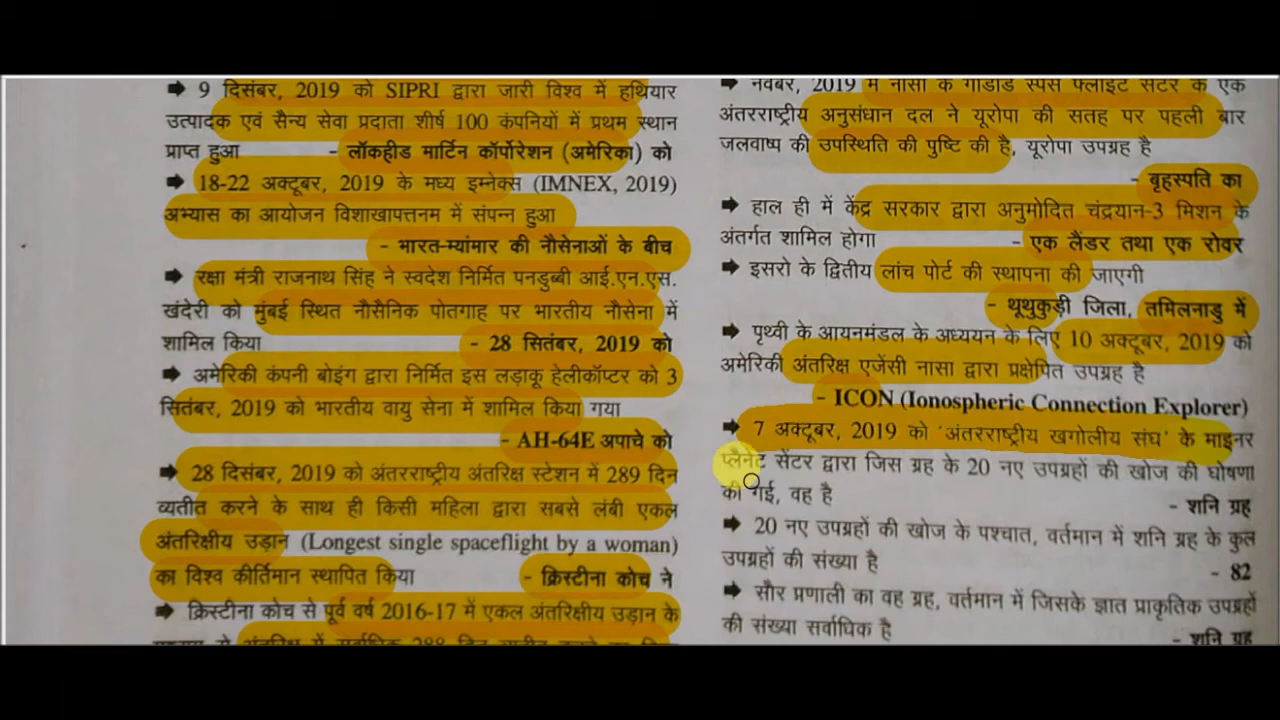 ➡ 9 दिसंबर, 2019 को SIPRI द्वारा जारी विश्व में हथियार
उत्पादक एवं सैन्य सेवा प्रदाता शीर्ष 100 कंपनियों में प्रथम स्थान
प्राप्त हुआ - लॉकहीड मार्टिन कॉर्पोरेशन (अमेरिका) को
➡ 18-22 अक्टूबर, 2019 के मध्य इम्नेक्स (IMNEX, 2019)
अभ्यास का आयोजन विशाखापत्तनम में संपन्न हुआ
- भारत-म्यांमार की नौसेनाओं के बीच
➡ रक्षा मंत्री राजनाथ सिंह ने स्वदेश निर्मित पनडुब्बी आई.एन.एस.
खंदेरी को मुंबई स्थित नौसैनिक पोतगाह पर भारतीय नौसेना में
शामिल किया - 28 सितंबर, 2019 को
➡ अमेरिकी कंपनी बोइंग द्वारा निर्मित इस लड़ाकू हेलीकॉप्टर को 3
सितंबर, 2019 को भारतीय वायु सेना में शामिल किया गया
- AH-64E अपाचे को
➡ 28 दिसंबर, 2019 को अंतरराष्ट्रीय अंतरिक्ष स्टेशन में 289 दिन
व्यतीत करने के साथ ही किसी महिला द्वारा सबसे लंबी एकल
अंतरिक्षीय उड़ान (Longest single spaceflight by a woman)
का विश्व कीर्तिमान स्थापित किया - क्रिस्टीना कोच ने
➡ क्रिस्टीना कोच से पूर्व वर्ष 2016-17 में एकल अंतरिक्षीय उड़ान के
अंतरिक्ष में सर्वाधिक 288 दिन
➡ नवंबर, 2019 में नासा के गोडार्ड स्पेस फ्लाइट सेंटर के एक
अंतरराष्ट्रीय अनुसंधान दल ने यूरोपा की सतह पर पहली बार
जलवाष्प की उपस्थिति की पुष्टि की है, यूरोपा उपग्रह है
- बृहस्पति का
➡ हाल ही में केंद्र सरकार द्वारा अनुमोदित चंद्रयान-3 मिशन के
अंतर्गत शामिल होगा - एक लैंडर तथा एक रोवर
➡ इसरो के द्वितीय लांच पोर्ट की स्थापना की जाएगी
- थूथुकुड़ी जिला, तमिलनाडु में
➡ पृथ्वी के आयनमंडल के अध्ययन के लिए 10 अक्टूबर, 2019 को
अमेरिकी अंतरिक्ष एजेंसी नासा द्वारा प्रक्षेपित उपग्रह है
- ICON (Ionospheric Connection Explorer)
➡ 7 अक्टूबर, 2019 को 'अंतरराष्ट्रीय खगोलीय संघ' के माइनर
प्लैनेट सेंटर द्वारा जिस ग्रह के 20 नए उपग्रहों की खोज की घोषणा
की गई, वह है - शनि ग्रह
➡ 20 नए उपग्रहों की खोज के पश्चात, वर्तमान में शनि ग्रह के कुल
उपग्रहों की संख्या है - 82
➡ सौर प्रणाली का वह ग्रह, वर्तमान में जिसके ज्ञात प्राकृतिक उपग्रहों
की संख्या सर्वाधिक है - शनि ग्रह